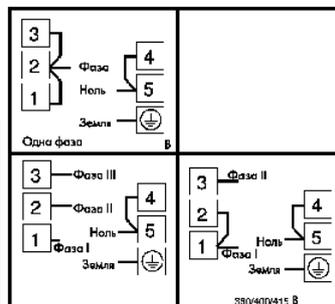 3
2 Фаза 4
1 Ноль 5
Земля
Одна фаза В
3 Фаза III
2 Фаза II 4
1 Фаза I Ноль 5
Земля
3 Фаза II
2 4
1 Фаза I Ноль 5
Земля
380/400/415 В